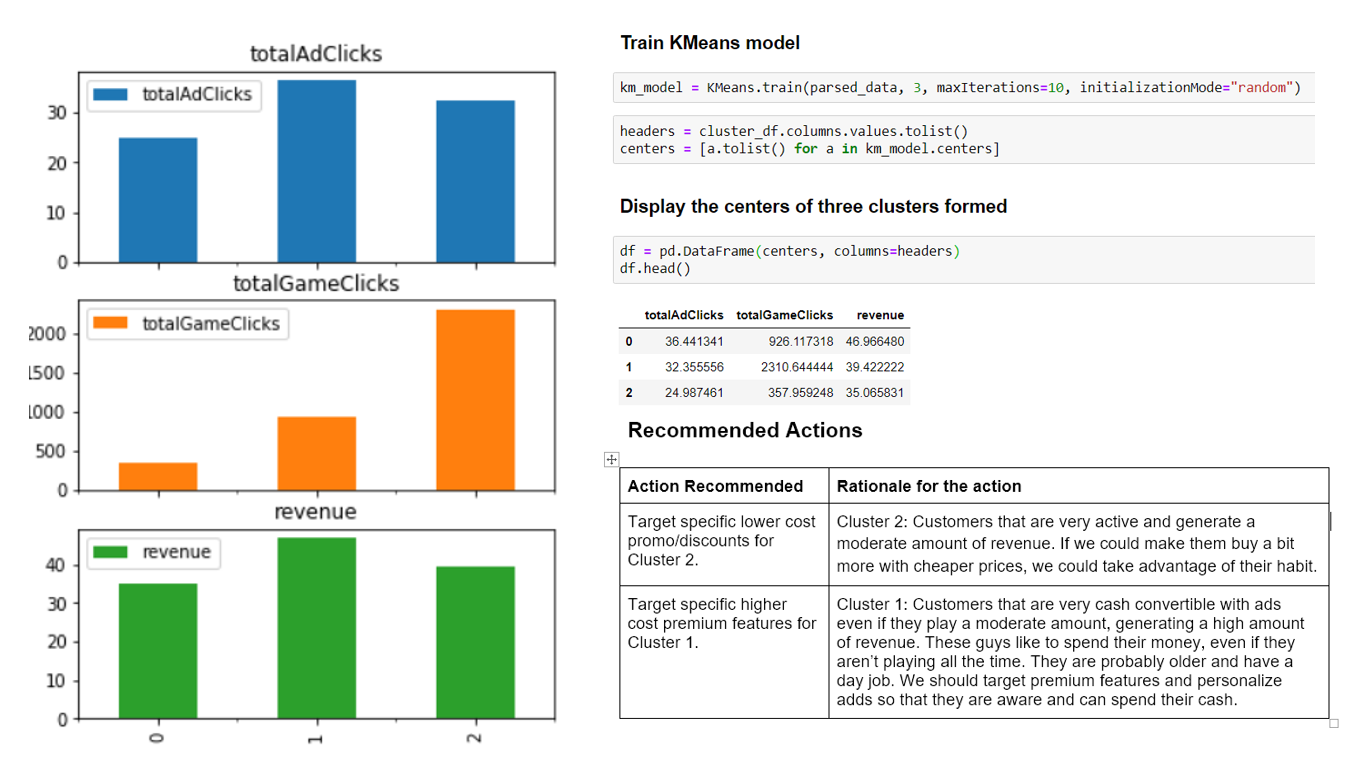 totalAdClicks
totalAdClicks
30
20
10
0
totalGameClicks
totalGameClicks
2000
1500
1000
500
0
revenue
revenue
40
30
20
10
0
0
1
2
Train KMeans model
km_model = KMeans.train(parsed_data, 3, maxIterations=10, initializationMode="random")
headers = cluster_df.columns.values.tolist()
centers = [a.tolist() for a in km_model.centers]
Display the centers of three clusters formed
df = pd.DataFrame(centers, columns=headers)
df.head()
totalAdClicks totalGameClicks revenue
0 36.441341 926.117318 46.966480
1 32.355556 2310.644444 39.422222
2 24.987461 357.959248 35.065831
Recommended Actions
Action Recommended
Rationale for the action
Target specific lower cost
promo/discounts for
Cluster 2.
Cluster 2: Customers that are very active and generate a
moderate amount of revenue. If we could make them buy a bit
more with cheaper prices, we could take advantage of their habit.
Target specific higher
cost premium features for
Cluster 1.
Cluster 1: Customers that are very cash convertible with ads
even if they play a moderate amount, generating a high amount
of revenue. These guys like to spend their money, even if they
aren't playing all the time. They are probably older and have a
day job. We should target premium features and personalize
adds so that they are aware and can spend their cash.